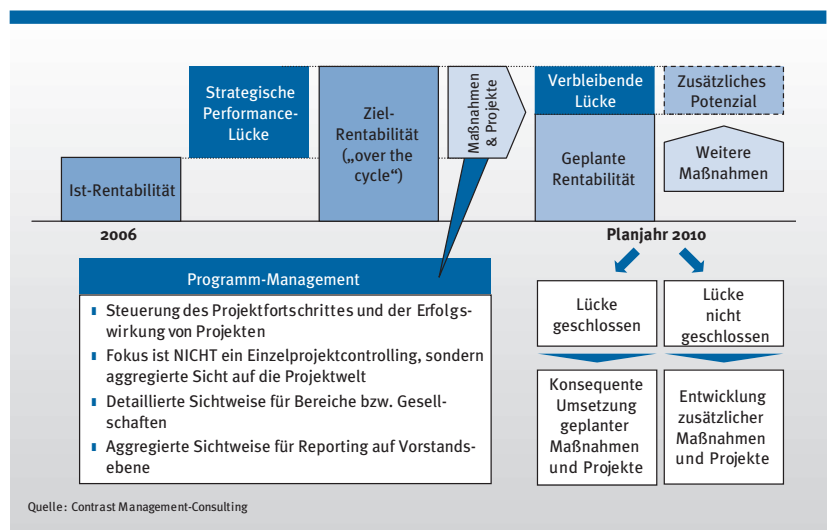 Ist-Rentabilität
Strategische
Performance-
Lücke
Ziel-
Rentabilität
(„over the
cycle“)
Maßnahmen
& Projekte
Verbleibende
Lücke
Geplante
Rentabilität
Zusätzliches
Potenzial
Weitere
Maßnahmen
2006
Planjahr 2010
Programm-Management
Steuerung des Projektfortschrittes und der Erfolgs-
wirkung von Projekten
Fokus ist NICHT ein Einzelprojektcontrolling, sondern
aggregierte Sicht auf die Projektwelt
Detaillierte Sichtweise für Bereiche bzw. Gesell-
schaften
Aggregierte Sichtweise für Reporting auf Vorstands-
ebene
Lücke
geschlossen
Lücke
nicht
geschlossen
Konsequente
Umsetzung
geplanter
Maßnahmen
und Projekte
Entwicklung
zusätzlicher
Maßnahmen
und Projekte
Quelle: Contrast Management-Consulting